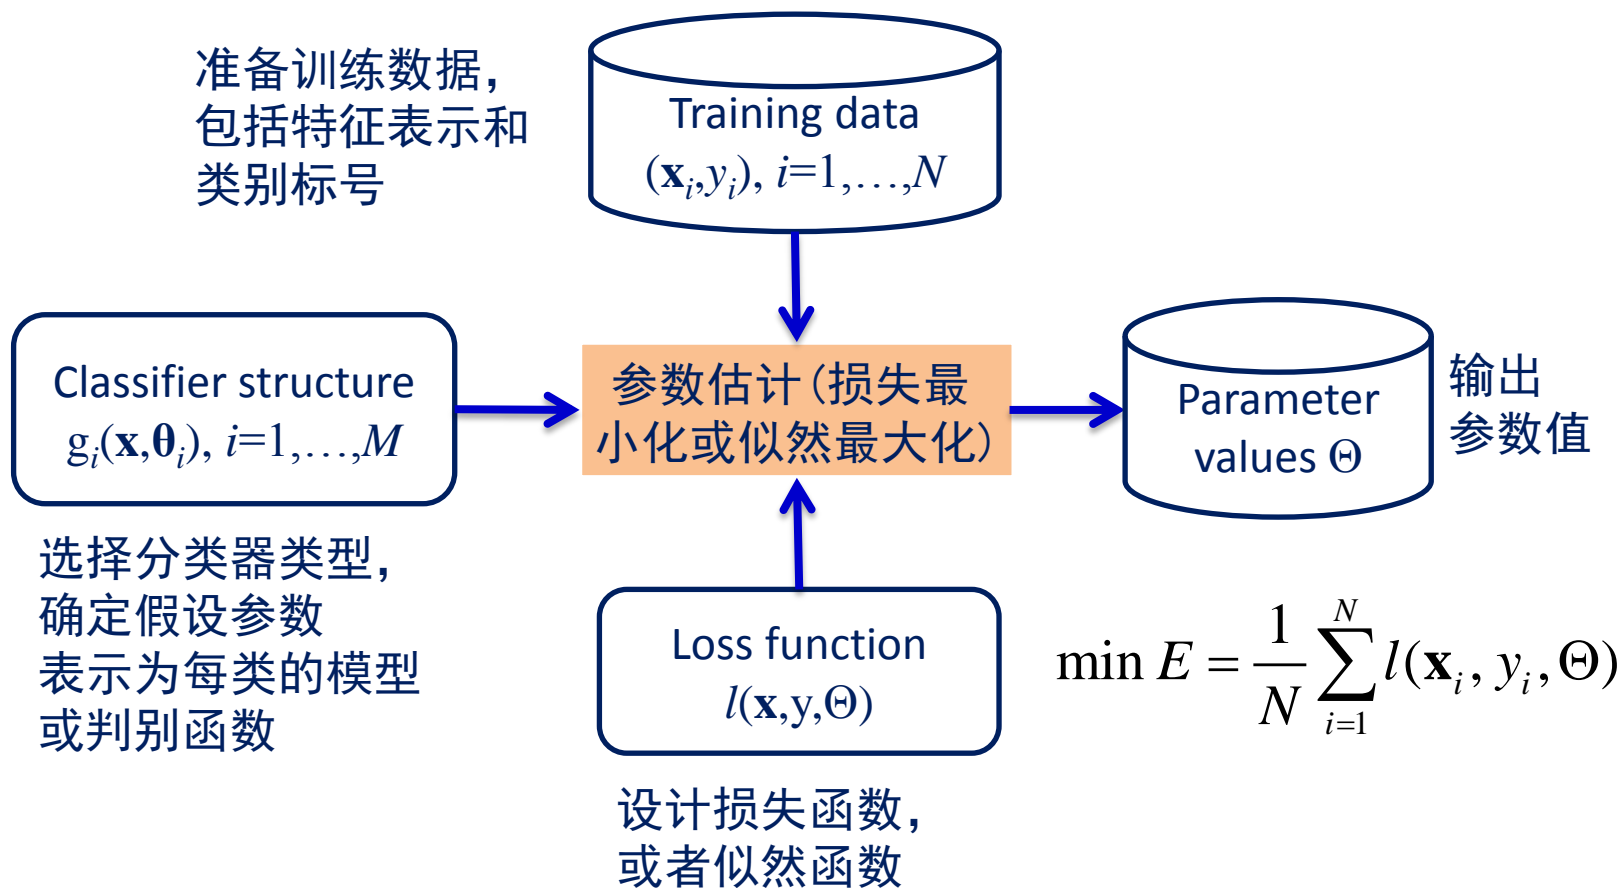 准备训练数据，
包括特征表示和
类别标号
Training data
(𝐱ᵢ,yᵢ), i=1,…,N
Classifier structure
gᵢ(𝐱,𝛉ᵢ), i=1,…,M
选择分类器类型，
确定假设参数
表示为每类的模型
或判别函数
参数估计(损失最
小化或似然最大化)
Parameter
values Θ
输出
参数值
Loss function
l(𝐱,y,Θ)
设计损失函数，
或者似然函数
min E = \frac{1}{N} \sum_{i=1}^{N} l(𝐱ᵢ, yᵢ, Θ)